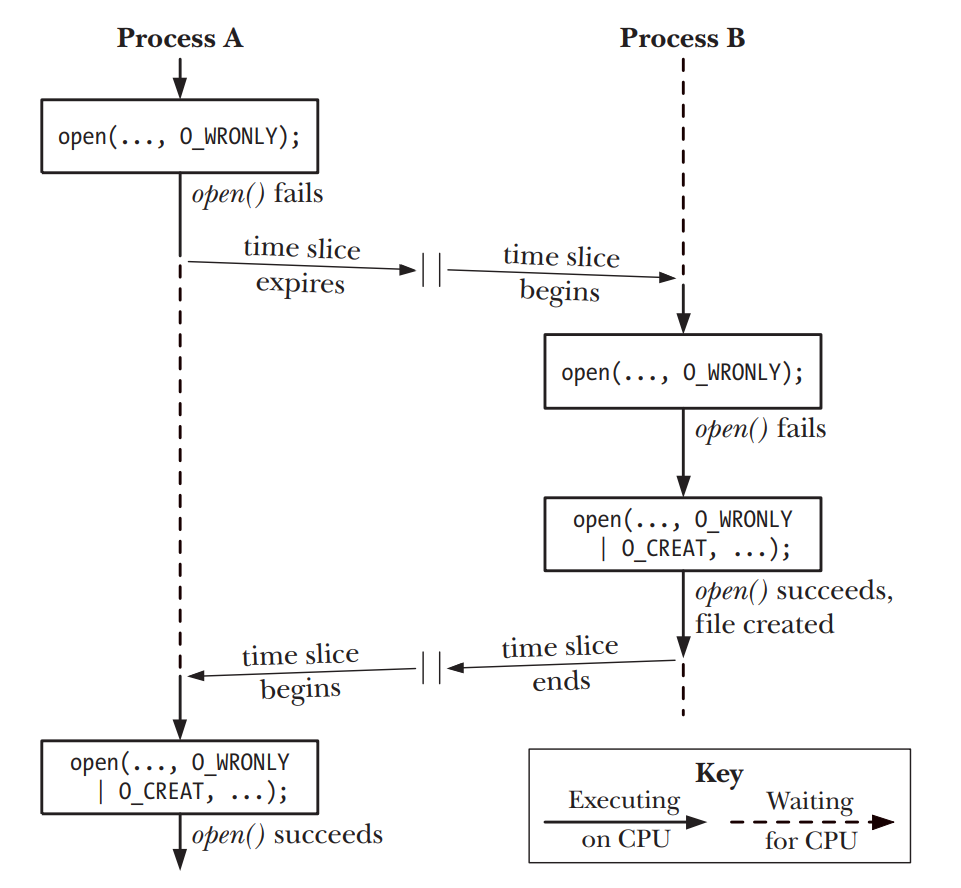 Process A
Process B
open(..., O_WRONLY);
open() fails
time slice
expires
time slice
begins
open(..., O_WRONLY);
open() fails
open(..., O_WRONLY
| O_CREAT, ...);
open() succeeds,
file created
time slice
ends
time slice
begins
open(..., O_WRONLY
| O_CREAT, ...);
open() succeeds
Key
Executing
on CPU
Waiting
for CPU